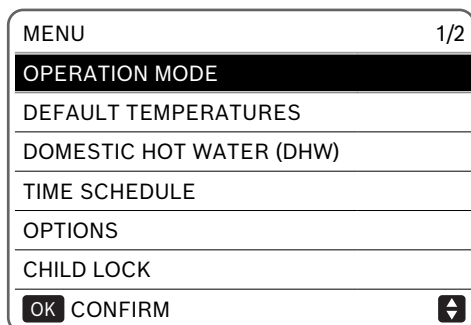 MENU 1/2
OPERATION MODE
DEFAULT TEMPERATURES
DOMESTIC HOT WATER (DHW)
TIME SCHEDULE
OPTIONS
CHILD LOCK
OK CONFIRM